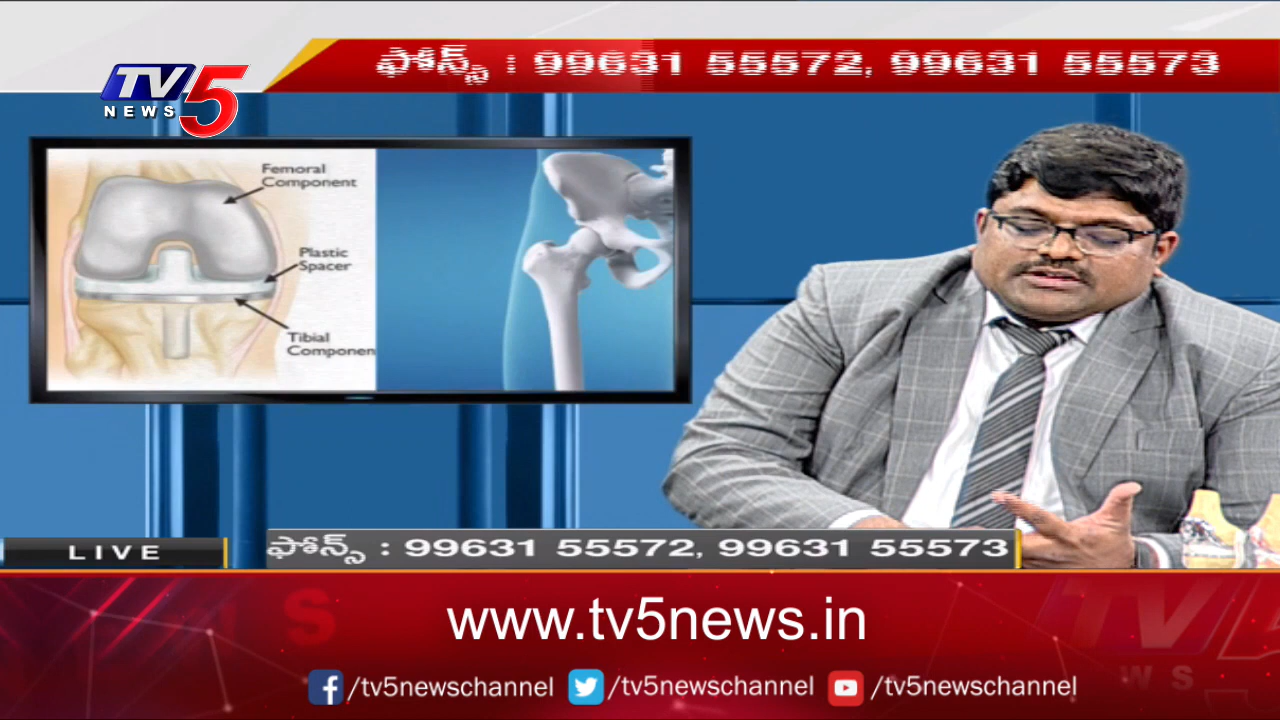 ఫోన్స్ : 99631 55572, 99631 55573
TV5
NEWS
Femoral
Component
Plastic
Spacer
Tibial
Componen
LIVE
ఫోన్స్ : 99631 55572, 99631 55573
www.tv5news.in
/tv5newschannel /tv5newschannel /tv5newschannel